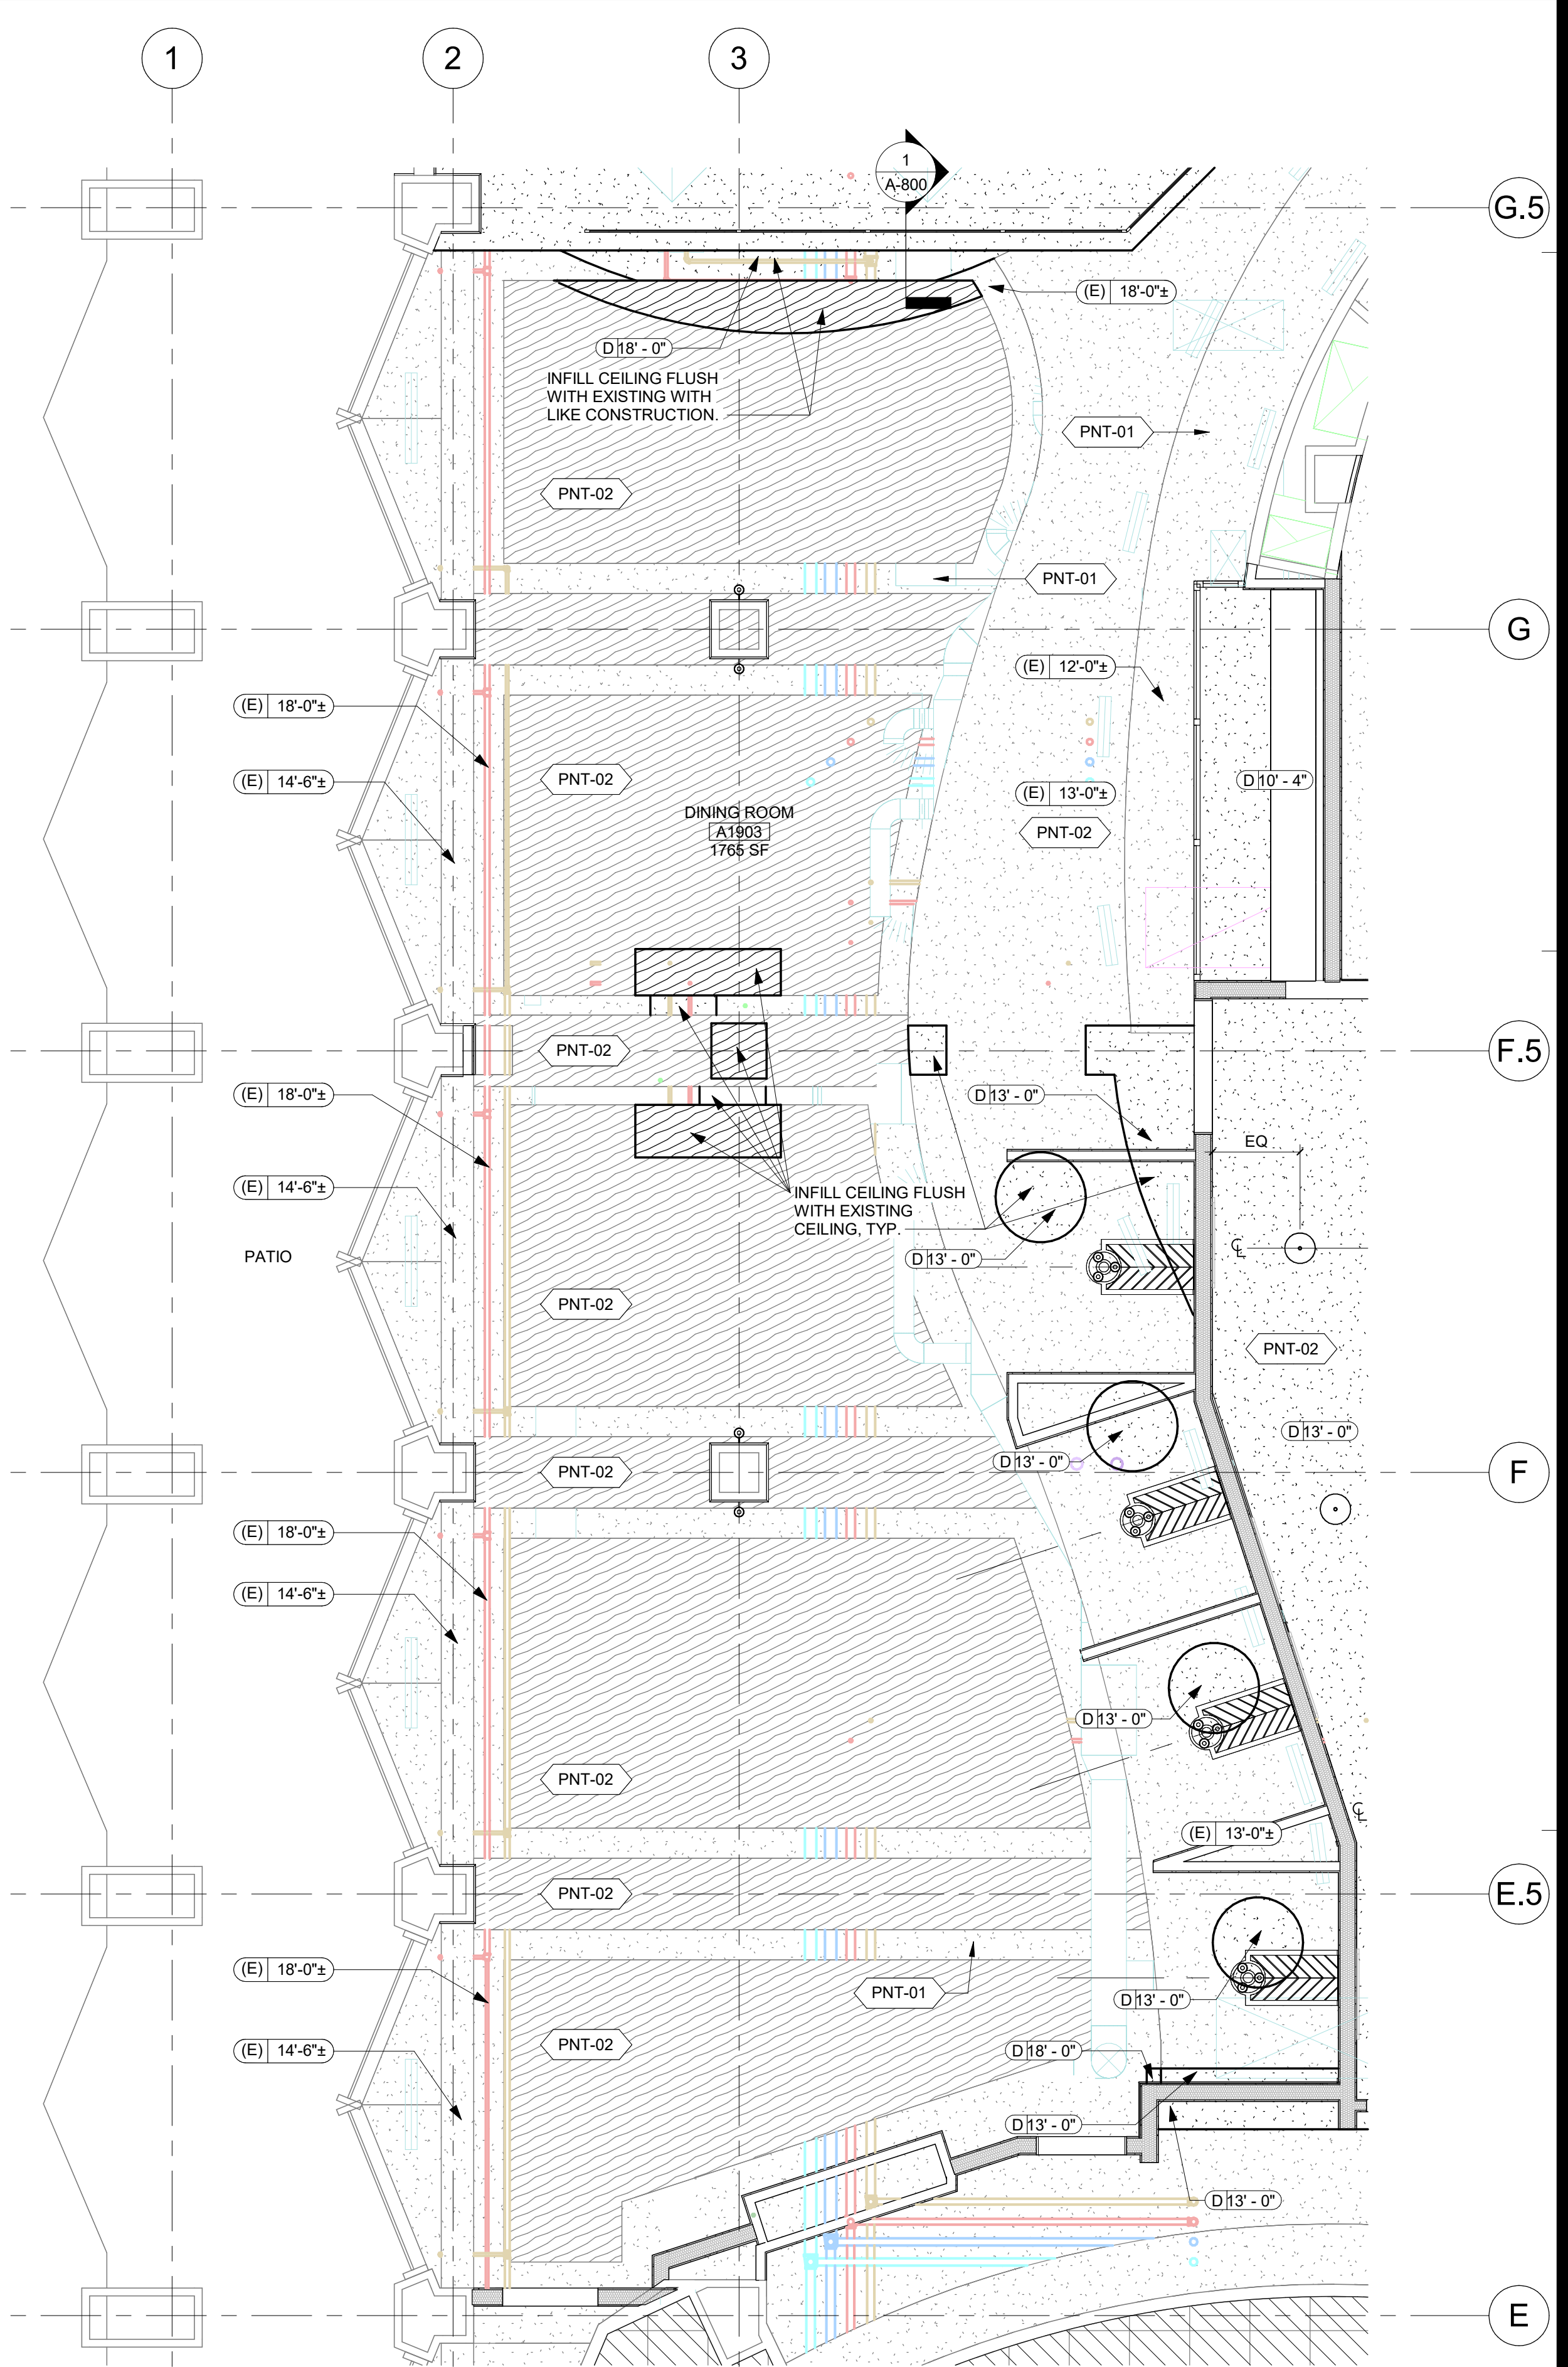 1
2
3
1
A-800
G.5
(E) 18'-0"±
D 18' - 0"
INFILL CEILING FLUSH
WITH EXISTING WITH
LIKE CONSTRUCTION.
PNT-01
PNT-02
PNT-01
G
(E) 12'-0"±
(E) 18'-0"±
(E) 14'-6"±
PNT-02
D 10' - 4"
(E) 13'-0"±
DINING ROOM
A1903
1765 SF
PNT-02
PNT-02
F.5
(E) 18'-0"±
D 13' - 0"
EQ
(E) 14'-6"±
INFILL CEILING FLUSH
WITH EXISTING
CEILING, TYP.
PATIO
D 13' - 0"
CL
PNT-02
PNT-02
D 13' - 0"
D 13' - 0"
PNT-02
F
(E) 18'-0"±
(E) 14'-6"±
D 13' - 0"
PNT-02
CL
(E) 13'-0"±
PNT-02
E.5
(E) 18'-0"±
PNT-01
D 13' - 0"
PNT-02
(E) 14'-6"±
D 18' - 0"
D 13' - 0"
D 13' - 0"
E